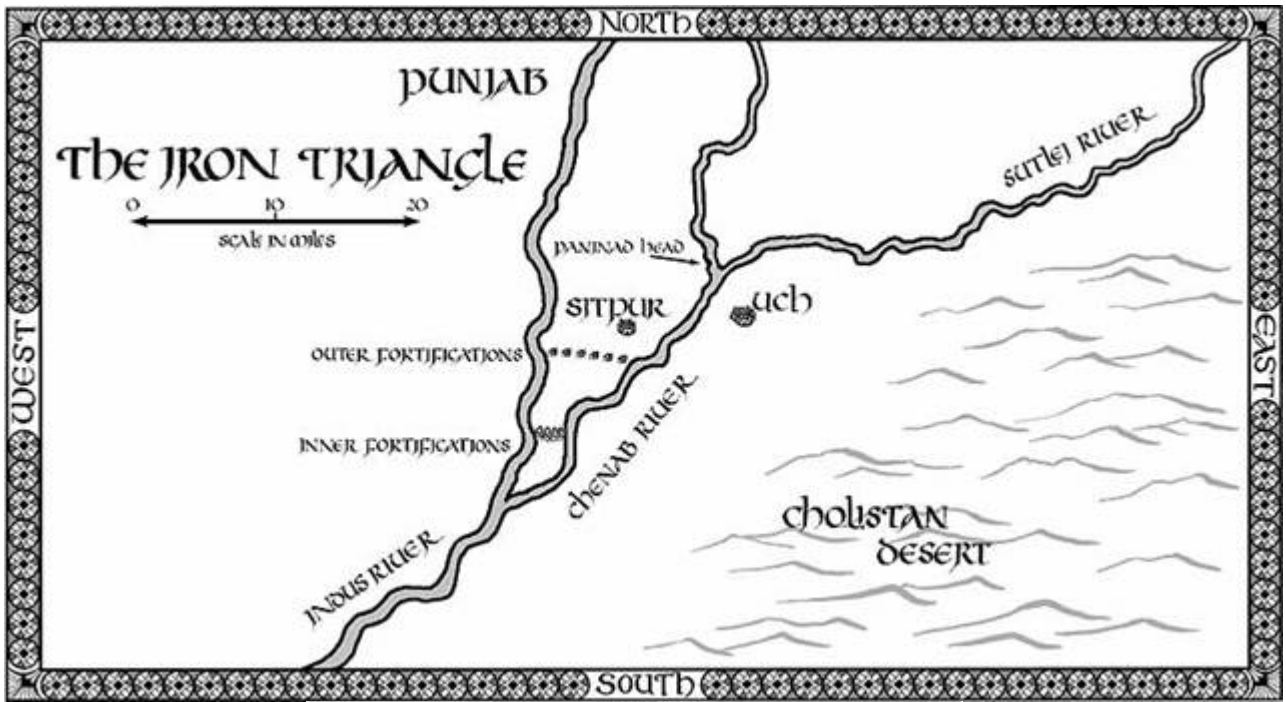 NORTH
PUNJAB
THE IRON TRIANGLE
0 10 20
SCALE IN MILES
SUTLEJ RIVER
PANJNAD HEAD
SITPUR
UCH
OUTER FORTIFICATIONS
WEST
EAST
INNER FORTIFICATIONS
CHENAB RIVER
CHOLISTAN
DESERT
INDUS RIVER
SOUTH